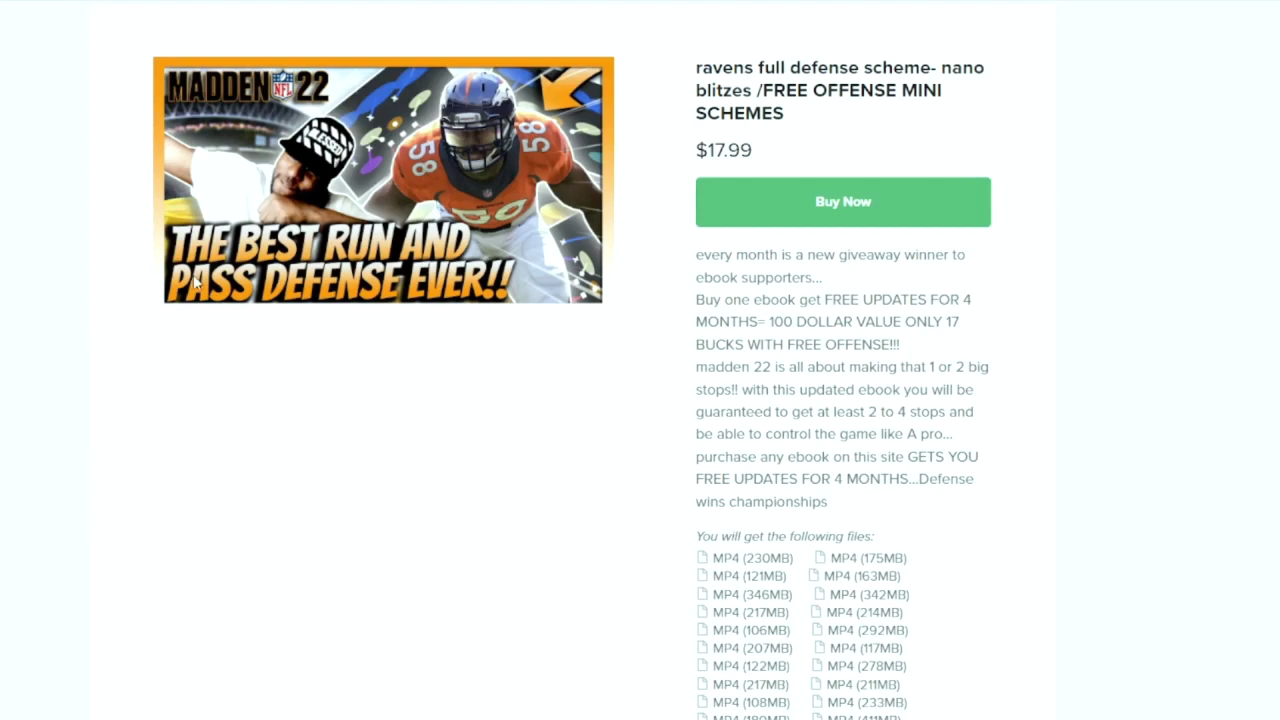 MADDEN NFL 22
BLESSED
58
58
THE BEST RUN AND
PASS DEFENSE EVER!!
ravens full defense scheme- nano
blitzes /FREE OFFENSE MINI
SCHEMES
$17.99
Buy Now
every month is a new giveaway winner to
ebook supporters...
Buy one ebook get FREE UPDATES FOR 4
MONTHS= 100 DOLLAR VALUE ONLY 17
BUCKS WITH FREE OFFENSE!!!
madden 22 is all about making that 1 or 2 big
stops!! with this updated ebook you will be
guaranteed to get at least 2 to 4 stops and
be able to control the game like A pro...
purchase any ebook on this site GETS YOU
FREE UPDATES FOR 4 MONTHS...Defense
wins championships
You will get the following files:
MP4 (230MB) MP4 (175MB)
MP4 (121MB) MP4 (163MB)
MP4 (346MB) MP4 (342MB)
MP4 (217MB) MP4 (214MB)
MP4 (106MB) MP4 (292MB)
MP4 (207MB) MP4 (117MB)
MP4 (122MB) MP4 (278MB)
MP4 (217MB) MP4 (211MB)
MP4 (108MB) MP4 (233MB)